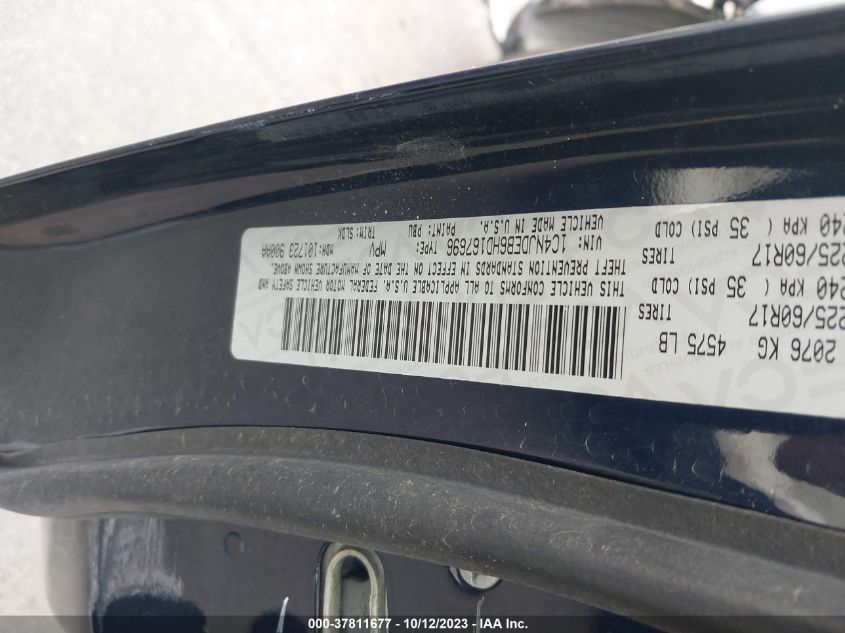 2076 KG 4575 LB
225/60R17 TIRES
240 KPA ( 35 PSI) COLD
225/60R17 TIRES
240 KPA ( 35 PSI) COLD
THIS VEHICLE CONFORMS TO ALL APPLICABLE U.S.A. FEDERAL MOTOR VEHICLE SAFETY AND
THEFT PREVENTION STANDARDS IN EFFECT ON THE DATE OF MANUFACTURE SHOWN ABOVE.
VIN: 1C4NJDEB6HD167696 TYPE: MPV MDH:101723 900AA
VEHICLE MADE IN U.S.A. PAINT: PBU TRIM:SLDK
000-37811677 - 10/12/2023 - IAA Inc.